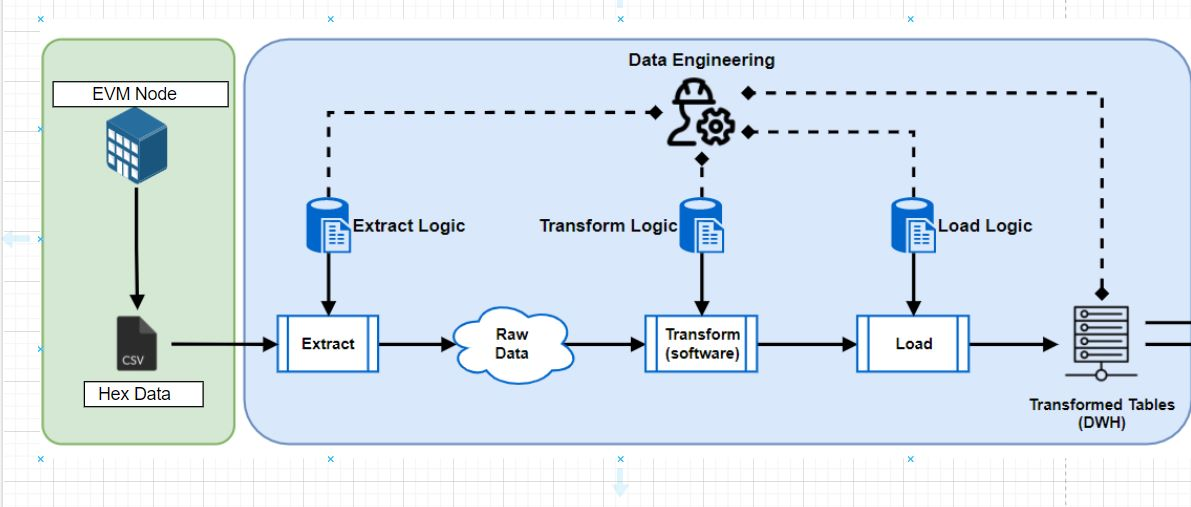 Data Engineering
EVM Node
Extract Logic
Transform Logic
Load Logic
CSV
Hex Data
Extract
Raw
Data
Transform
(software)
Load
Transformed Tables
(DWH)